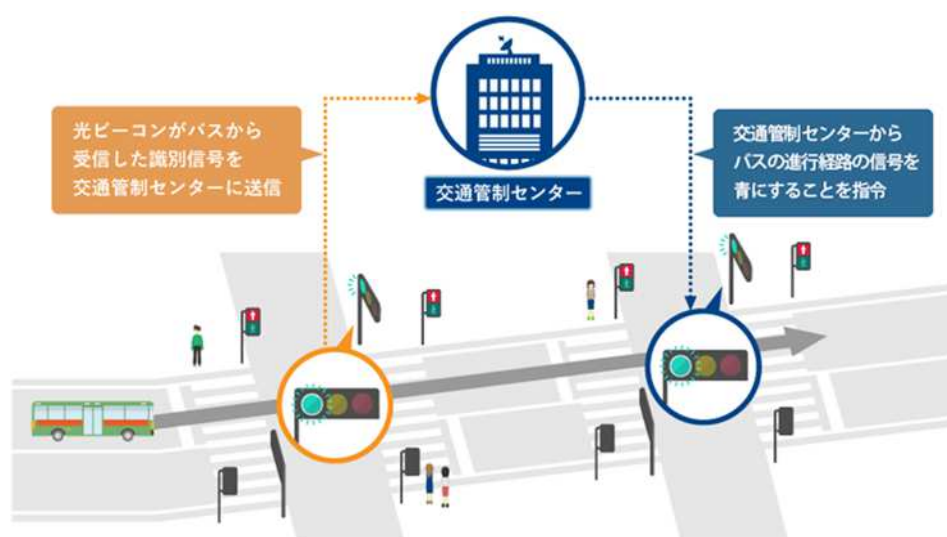 光ビーコンがバスから
受信した識別信号を
交通管制センターに送信
交通管制センター
交通管制センターから
バスの進行経路の信号を
青にすることを指令